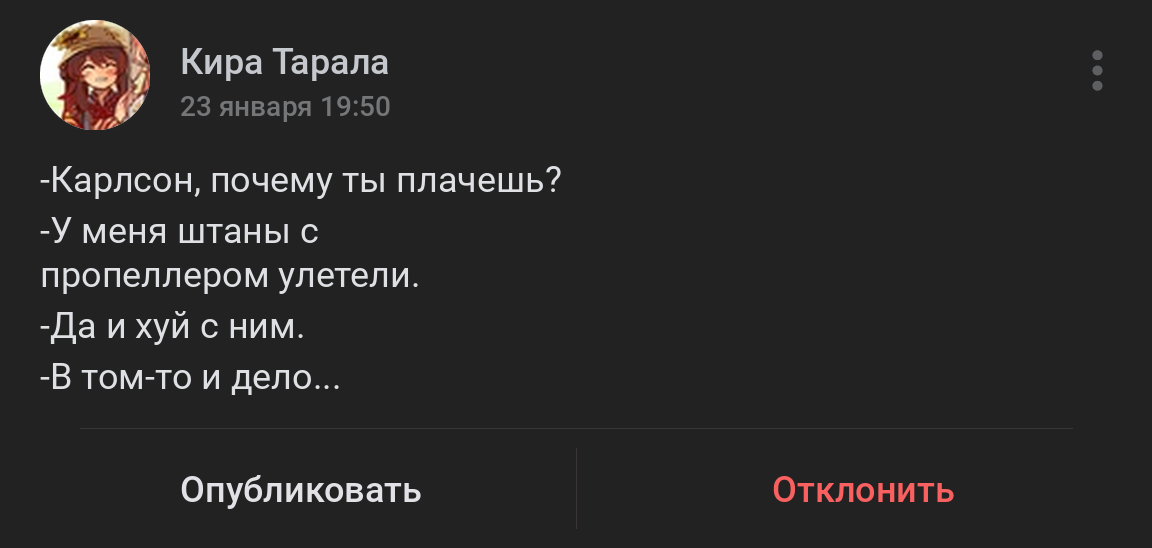 Кира Тарала
23 января 19:50
-Карлсон, почему ты плачешь?
-У меня штаны с
пропеллером улетели.
-Да и хуй с ним.
-В том-то и дело...
Опубликовать
Отклонить